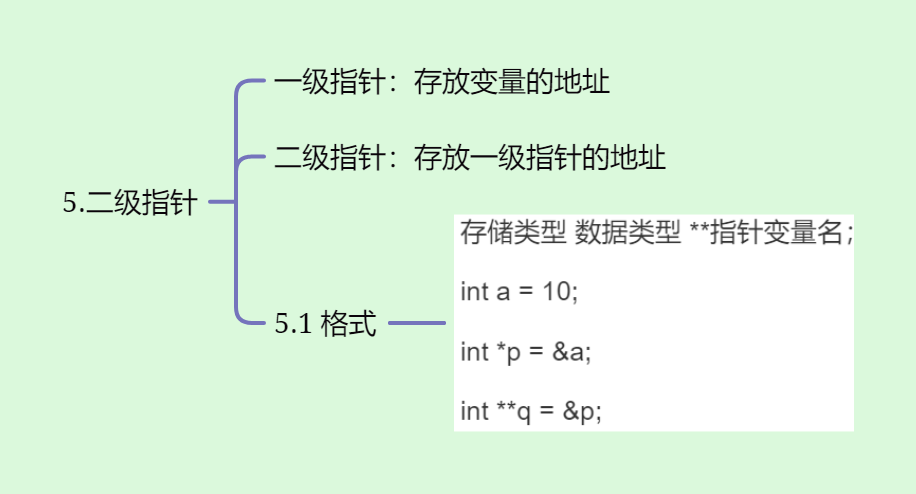 一级指针：存放变量的地址
二级指针：存放一级指针的地址
5.二级指针
5.1 格式
存储类型 数据类型 **指针变量名;
int a = 10;
int *p = &a;
int **q = &p;